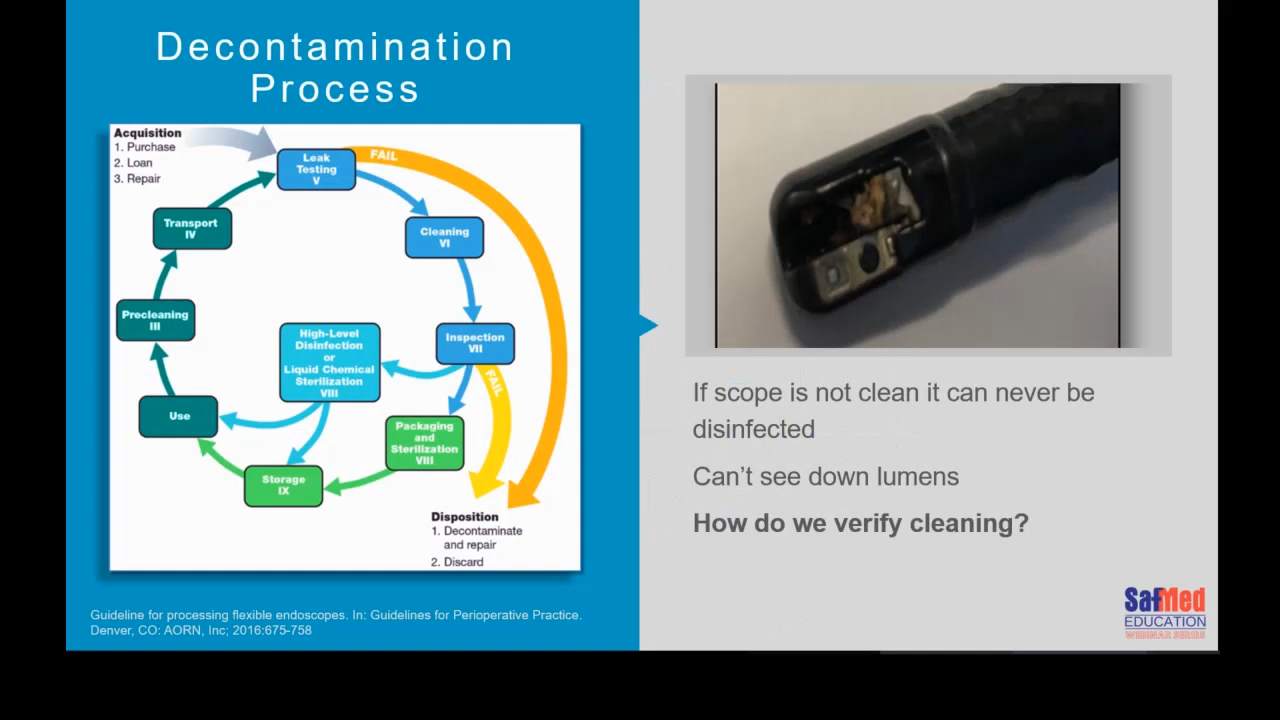 Decontamination
Process
Acquisition
1. Purchase
2. Loan
3. Repair
Leak
Testing
V
FAIL
Transport
IV
Cleaning
VI
Precleaning
III
High-Level
Disinfection
or
Liquid Chemical
Sterilization
VIII
Inspection
VII
FAIL
Use
Packaging
and
Sterilization
VIII
Storage
IX
Disposition
1. Decontaminate
and repair
2. Discard
Guideline for processing flexible endoscopes. In: Guidelines for Perioperative Practice.
Denver, CO: AORN, Inc; 2016:675-758
If scope is not clean it can never be
disinfected
Can’t see down lumens
How do we verify cleaning?
SafMed
EDUCATION
WEBINAR SERIES